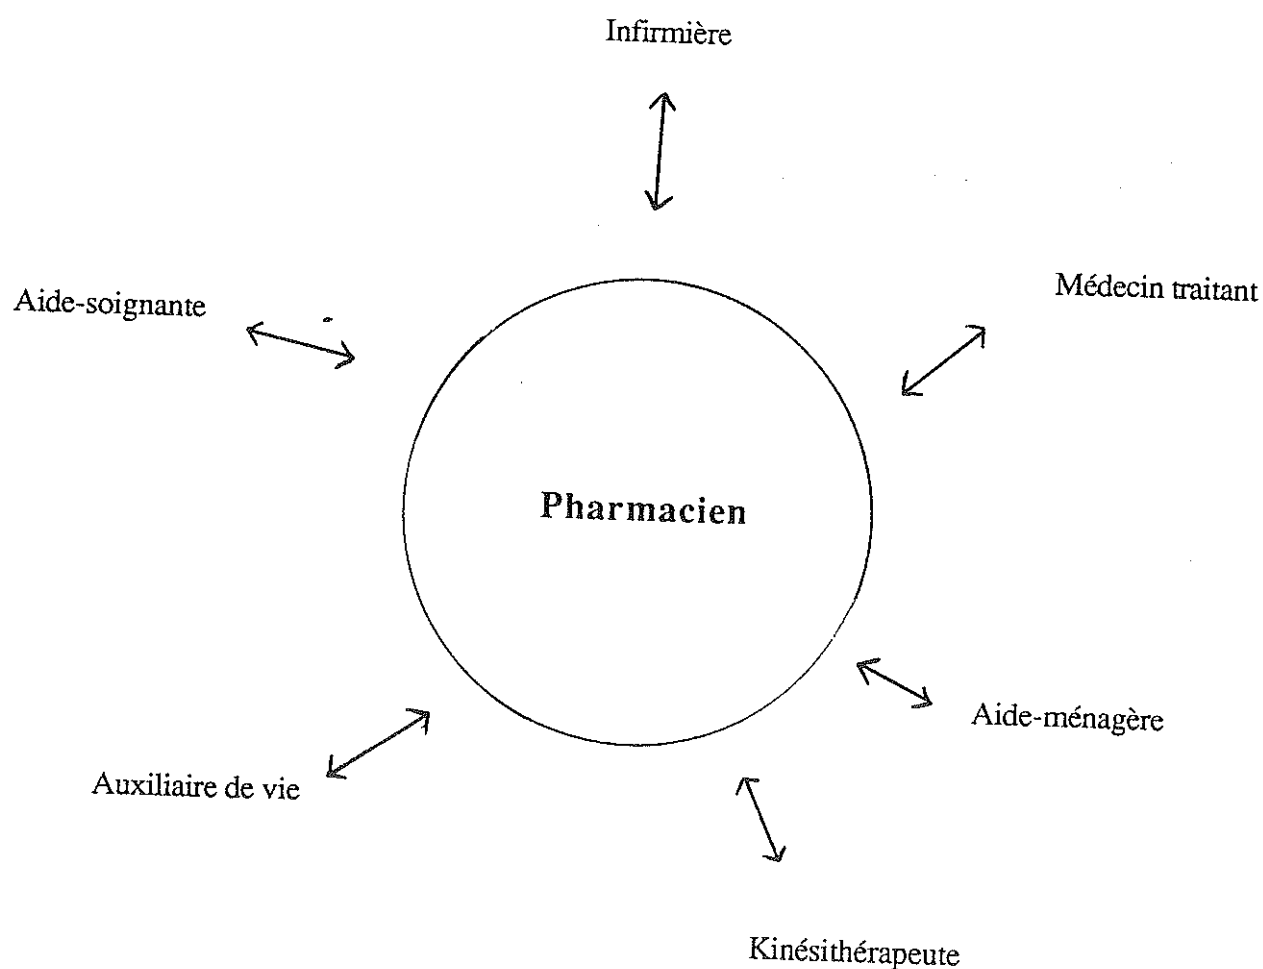 Infirmière
Aide-soignante
Médecin traitant
Pharmacien
Aide-ménagère
Auxiliaire de vie
Kinésithérapeute